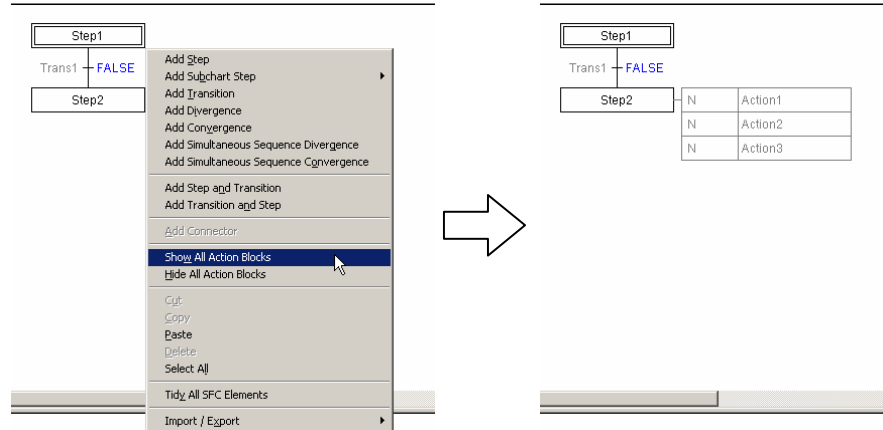 Step1
Trans1 FALSE
Step2
Add Step
Add Subchart Step
Add Transition
Add Divergence
Add Convergence
Add Simultaneous Sequence Divergence
Add Simultaneous Sequence Convergence
Add Step and Transition
Add Transition and Step
Add Connector
Show All Action Blocks
Hide All Action Blocks
Cut
Copy
Paste
Delete
Select All
Tidy All SFC Elements
Import / Export
Step1
Trans1 FALSE
Step2 N Action1
N Action2
N Action3